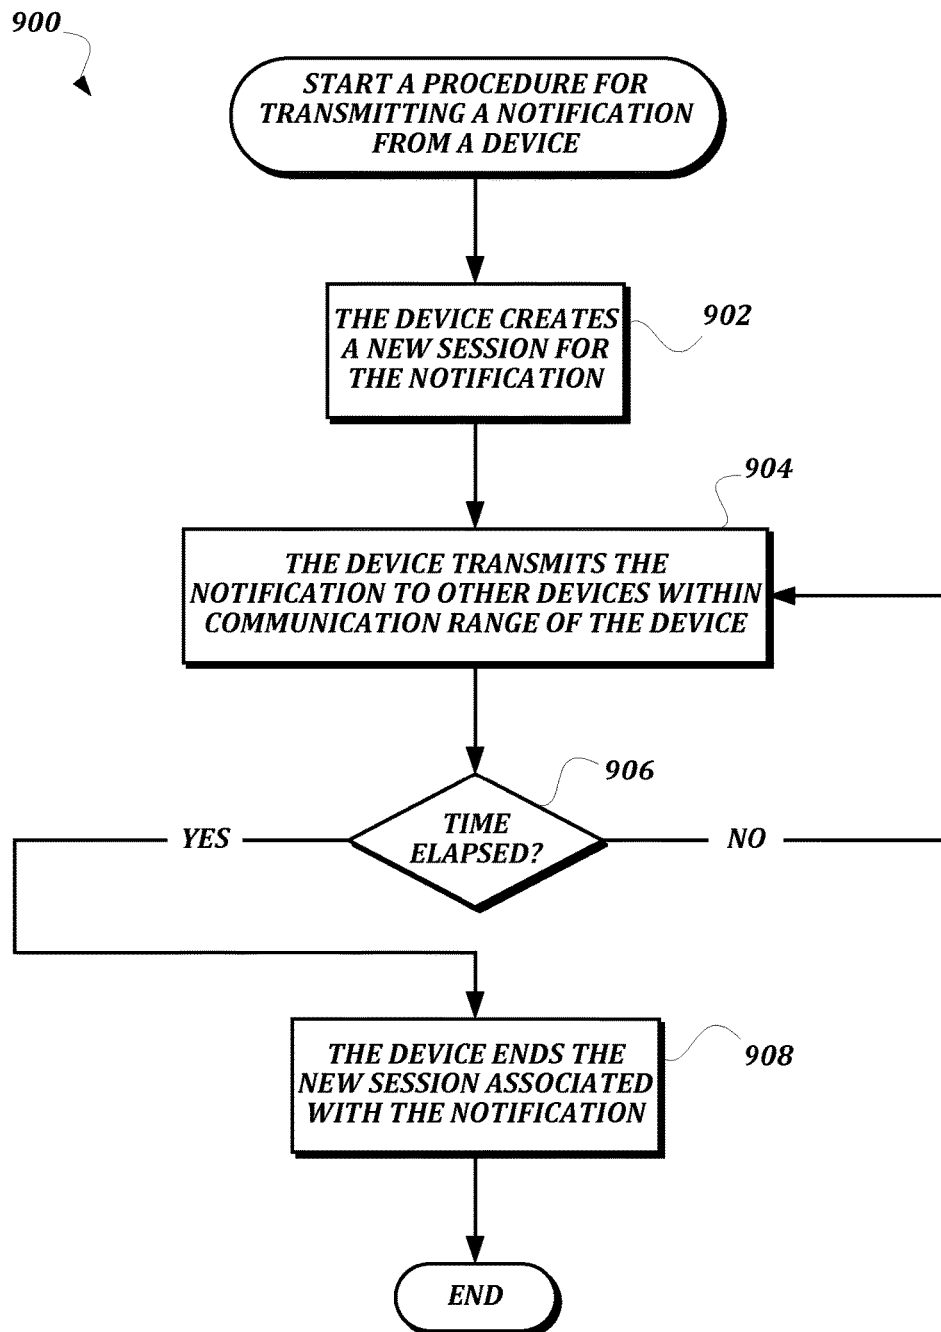 900
START A PROCEDURE FOR
TRANSMITTING A NOTIFICATION
FROM A DEVICE
THE DEVICE CREATES
A NEW SESSION FOR
THE NOTIFICATION
902
904
THE DEVICE TRANSMITS THE
NOTIFICATION TO OTHER DEVICES WITHIN
COMMUNICATION RANGE OF THE DEVICE
906
TIME
ELAPSED?
YES
NO
THE DEVICE ENDS THE
NEW SESSION ASSOCIATED
WITH THE NOTIFICATION
908
END